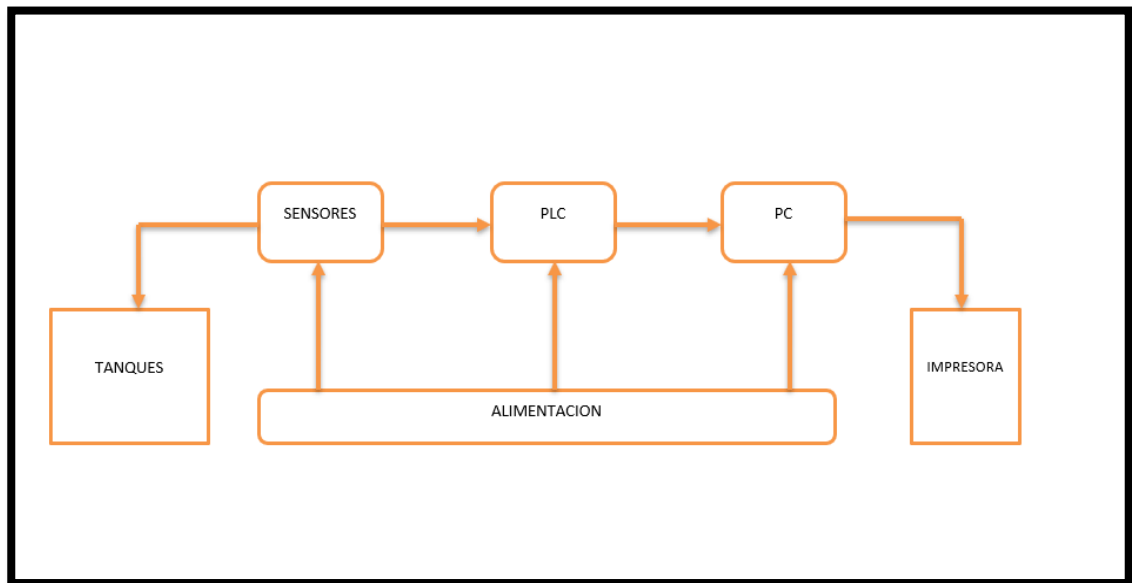 SENSORES
PLC
PC
TANQUES
IMPRESORA
ALIMENTACION